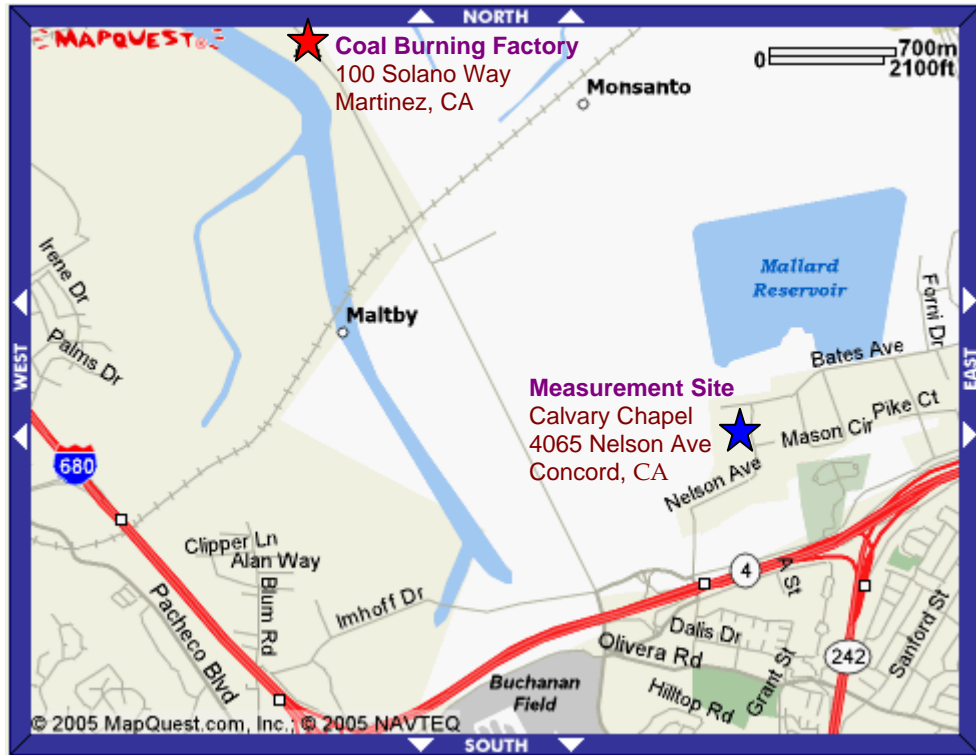 NORTH
MAPQUEST®
Coal Burning Factory
100 Solano Way
Martinez, CA
0 700m
2100ft
Monsanto
Mallard
Reservoir
Irene Dr
Forni Dr
Maltby
WEST
EAST
Palms Dr
Bates Ave
Measurement Site
Calvary Chapel
4065 Nelson Ave
Concord, CA
Pike Ct
Mason Cir
680
Nelson Ave
Clipper Ln
Alan Way
4
A St
Blum Rd
Imhoff Dr
Pacheco Blvd
Dalis Dr
Olivera Rd
242
Sanford St
Grant St
Buchanan
Field
Hilltop Rd
© 2005 MapQuest.com, Inc.; © 2005 NAVTEQ
SOUTH